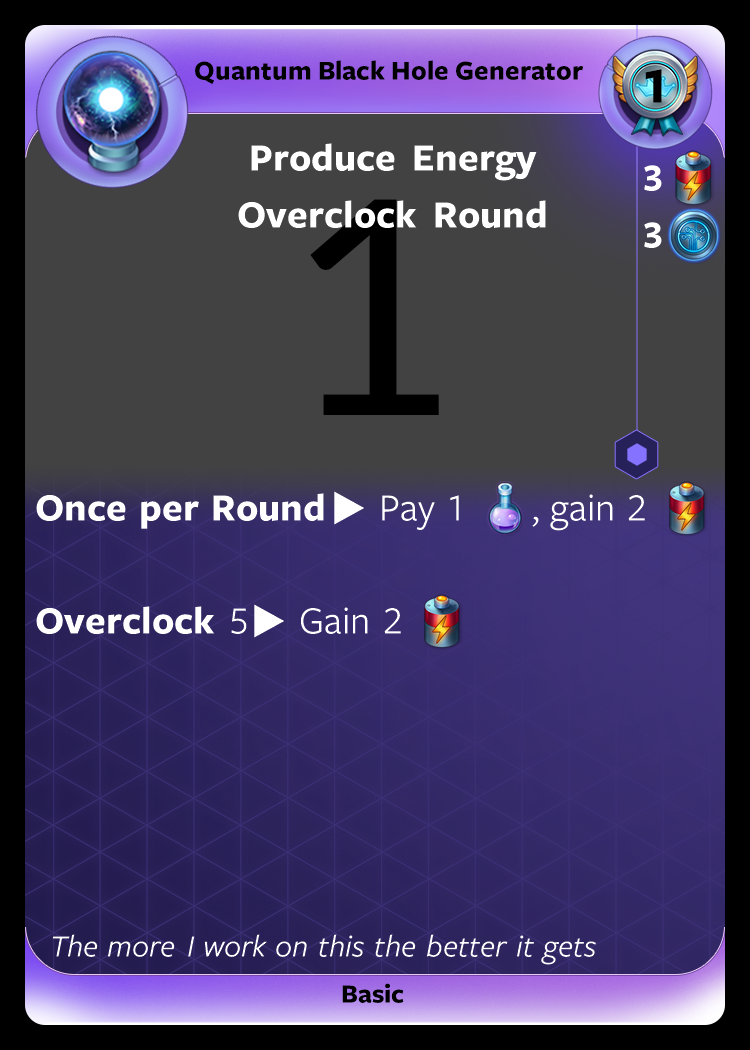 Quantum Black Hole Generator
1
Produce Energy
3
Overclock Round
3
1
Once per Round▶ Pay 1 , gain 2
Overclock 5▶ Gain 2
The more I work on this the better it gets
Basic